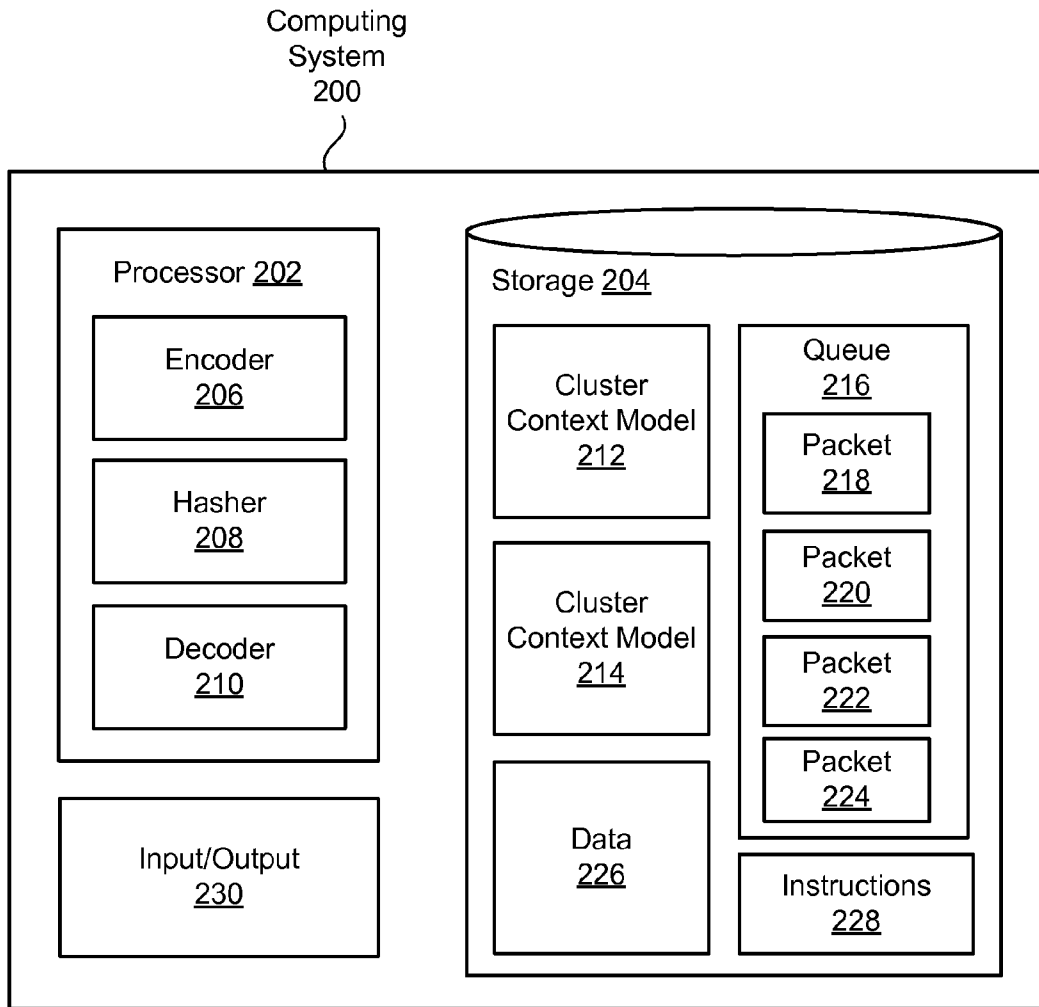 Computing
System
200
Processor 202
Encoder
206
Hasher
208
Decoder
210
Input/Output
230
Storage 204
Cluster
Context Model
212
Cluster
Context Model
214
Data
226
Queue
216
Packet
218
Packet
220
Packet
222
Packet
224
Instructions
228